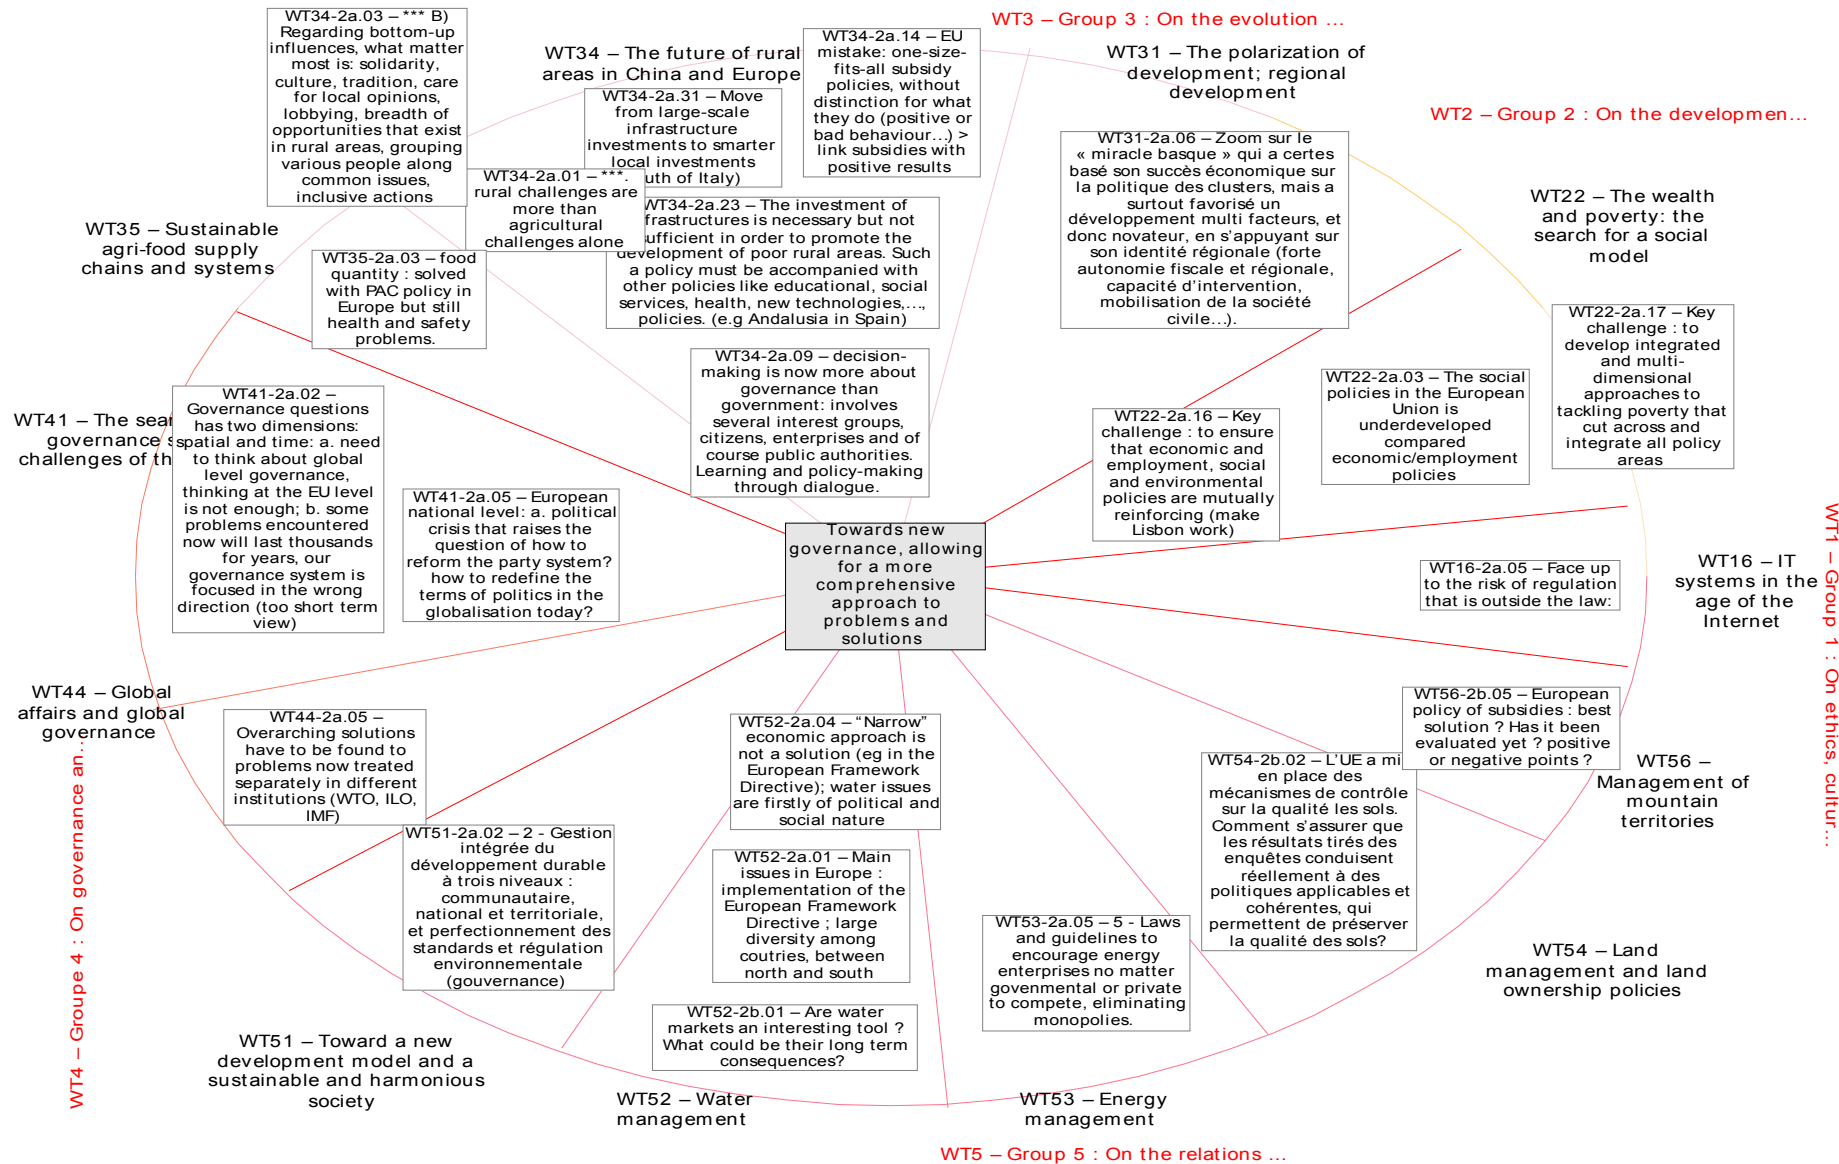 WT3 – Group 3 : On the evolution ...
WT34-2a.03 – *** B)
Regarding bottom-up
influences, what matter
most is: solidarity,
culture, tradition, care
for local opinions,
lobbying, breadth of
opportunities that exist
in rural areas, grouping
various people along
common issues,
inclusive actions
WT34 – The future of rural
areas in China and Europe
WT34-2a.14 – EU
mistake: one-size-
fits-all subsidy
policies, without
distinction for what
they do (positive or
bad behaviour...) >
link subsidies with
positive results
WT31 – The polarization of
development; regional
development
WT2 – Group 2 : On the developmen...
WT34-2a.31 – Move
from large-scale
infrastructure
investments to smarter
local investments
uth of Italy)
WT34-2a.01 – ***.
rural challenges are
more than
agricultural
challenges alone
WT34-2a.23 – The investment of
frastructures is necessary but not
sufficient in order to promote the
development of poor rural areas. Such
a policy must be accompanied with
other policies like educational, social
services, health, new technologies,...,
policies. (e.g Andalusia in Spain)
WT31-2a.06 – Zoom sur le
« miracle basque » qui a certes
basé son succès économique sur
la politique des clusters, mais a
surtout favorisé un
développement multi facteurs, et
donc novateur, en s'appuyant sur
son identité régionale (forte
autonomie fiscale et régionale,
capacité d'intervention,
mobilisation de la société
civile...).
WT22 – The wealth
and poverty: the
search for a social
model
WT35 – Sustainable
agri-food supply
chains and systems
WT35-2a.03 – food
quantity : solved
with PAC policy in
Europe but still
health and safety
problems.
WT22-2a.17 – Key
challenge : to
develop integrated
and multi-
dimensional
approaches to
tackling poverty that
cut across and
integrate all policy
areas
WT34-2a.09 – decision-
making is now more about
governance than
government: involves
several interest groups,
citizens, enterprises and of
course public authorities.
Learning and policy-making
through dialogue.
WT22-2a.03 – The social
policies in the European
Union is
underdeveloped
compared
economic/employment
policies
WT22-2a.16 – Key
challenge : to ensure
that economic and
employment, social
and environmental
policies are mutually
reinforcing (make
Lisbon work)
WT41 – The sear
governance s
challenges of th
WT41-2a.02 –
Governance questions
has two dimensions:
spatial and time: a. need
to think about global
level governance,
thinking at the EU level
is not enough; b. some
problems encountered
now will last thousands
for years, our
governance system is
focused in the wrong
direction (too short term
view)
WT41-2a.05 – European
national level: a. political
crisis that raises the
question of how to
reform the party system?
how to redefine the
terms of politics in the
globalisation today?
Towards new
governance, allowing
for a more
comprehensive
approach to
problems and
solutions
WT16-2a.05 – Face up
to the risk of regulation
that is outside the law:
WT16 – IT
systems in the
age of the
Internet
WT1 – Group 1 : On ethics, cultur...
WT44 – Global
affairs and global
governance
WT44-2a.05 –
Overarching solutions
have to be found to
problems now treated
separately in different
institutions (WTO, ILO,
IMF)
WT52-2a.04 – “Narrow”
economic approach is
not a solution (eg in the
European Framework
Directive); water issues
are firstly of political and
social nature
WT56-2b.05 – European
policy of subsidies : best
solution ? Has it been
evaluated yet ? positive
or negative points ?
WT56 –
Management of
mountain
territories
WT54-2b.02 – L'UE a mi
en place des
mécanismes de contrôle
sur la qualité les sols.
Comment s'assurer que
les résultats tirés des
enquêtes conduisent
réellement à des
politiques applicables et
cohérentes, qui
permettent de préserver
la qualité des sols?
WT4 – Groupe 4 : On governance an...
WT51-2a.02 – 2 - Gestion
intégrée du
développement durable
à trois niveaux :
communautaire,
national et territoriale,
et perfectionnement des
standards et régulation
environnementale
(gouvernance)
WT52-2a.01 – Main
issues in Europe :
implementation of the
European Framework
Directive ; large
diversity among
coutries, between
north and south
WT53-2a.05 – 5 - Laws
and guidelines to
encourage energy
enterprises no matter
govenmental or private
to compete, eliminating
monopolies.
WT54 – Land
management and land
ownership policies
WT52-2b.01 – Are water
markets an interesting tool ?
What could be their long term
consequences?
WT51 – Toward a new
development model and a
sustainable and harmonious
society
WT52 – Water
management
WT53 – Energy
management
WT5 – Group 5 : On the relations ...